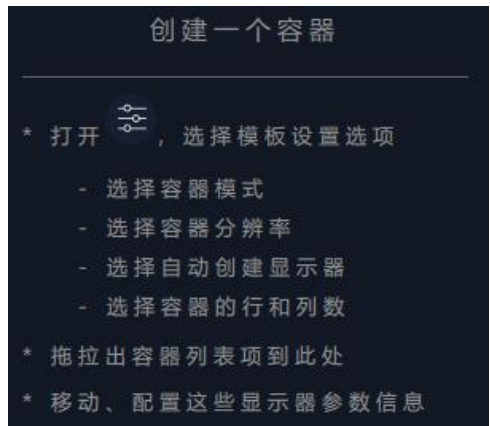 创建一个容器
* 打开 , 选择模板设置选项
- 选择容器模式
- 选择容器分辨率
- 选择自动创建显示器
- 选择容器的行和列数
* 拖拉出容器列表项到此处
* 移动、配置这些显示器参数信息